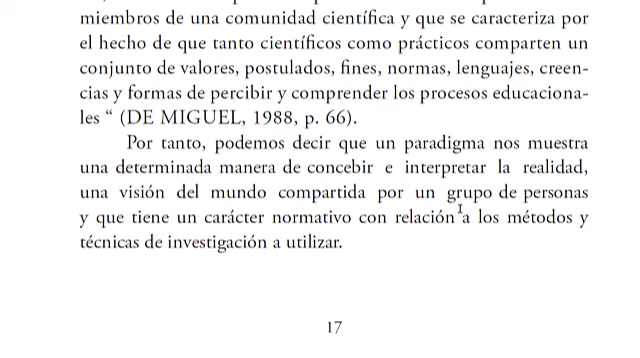 miembros de una comunidad científica y que se caracteriza por
el hecho de que tanto científicos como prácticos comparten un
conjunto de valores, postulados, fines, normas, lenguajes, creen-
cias y formas de percibir y comprender los procesos educaciona-
les “ (DE MIGUEL, 1988, p. 66).
Por tanto, podemos decir que un paradigma nos muestra
una determinada manera de concebir e interpretar la realidad,
una visión del mundo compartida por un grupo de personas
y que tiene un carácter normativo con relación a los métodos y
técnicas de investigación a utilizar.
17